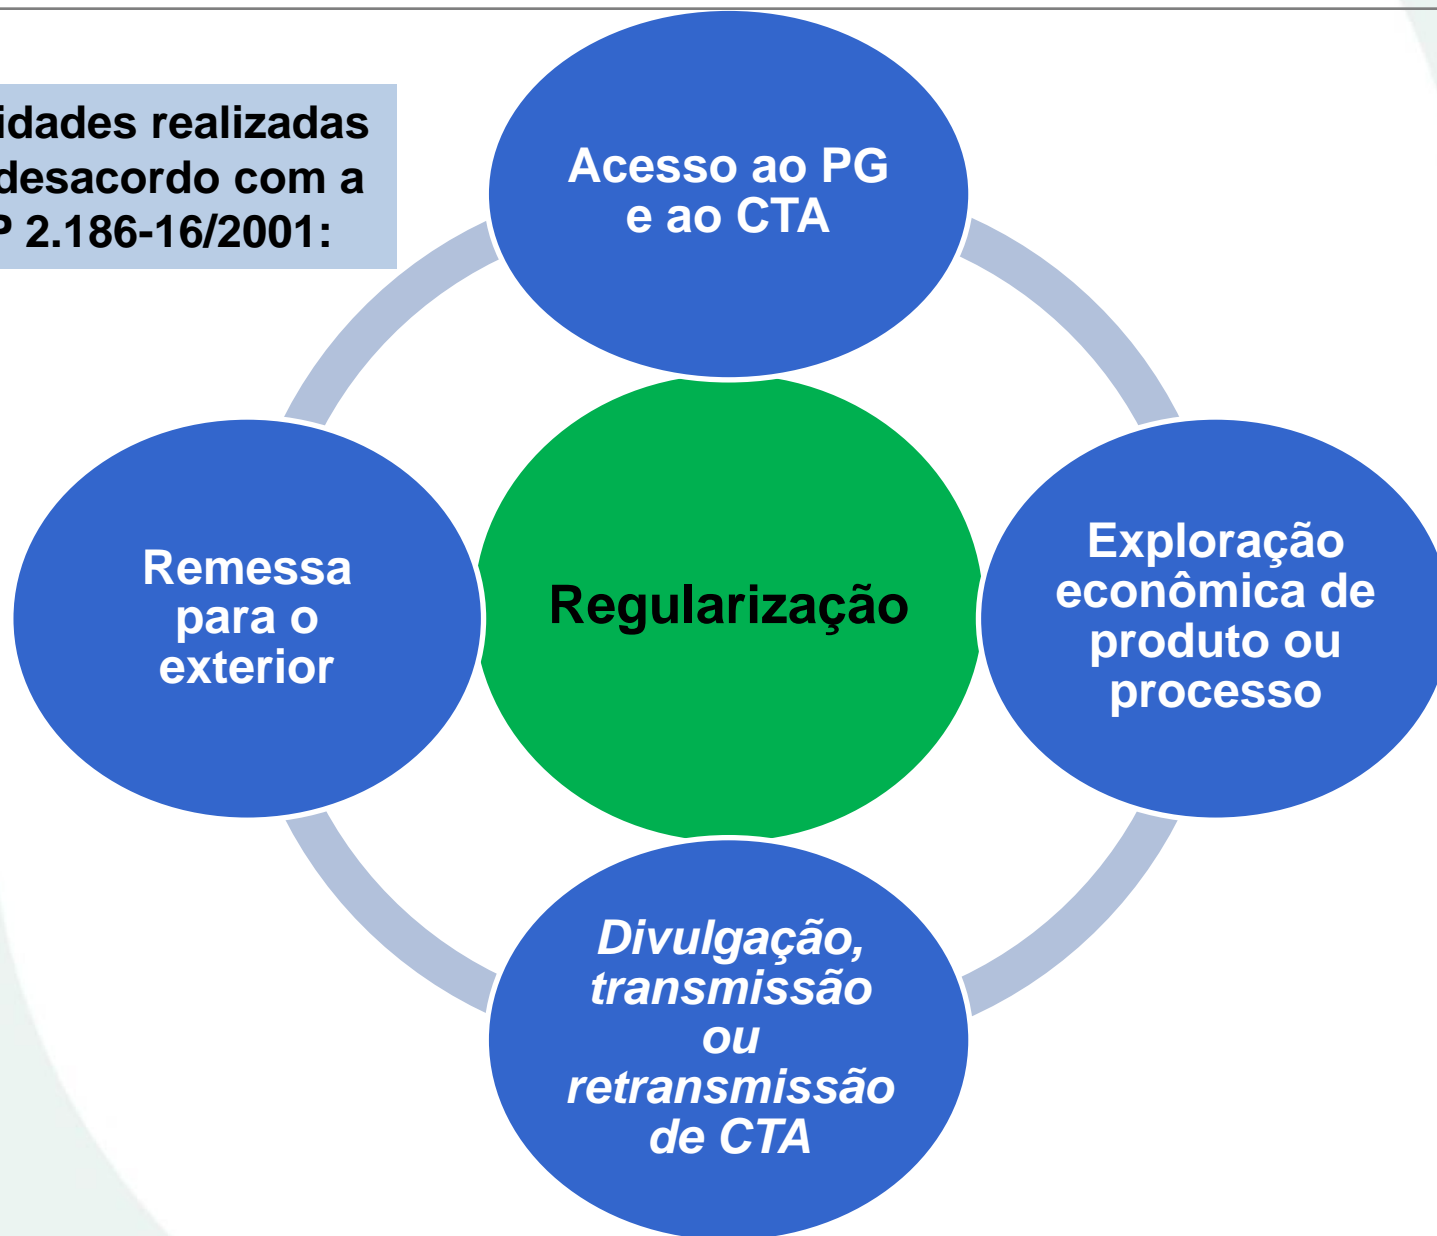 idades realizadas
desacordo com a
P 2.186-16/2001:
Acesso ao PG
e ao CTA
Remessa
para o
exterior
Regularização
Exploração
econômica de
produto ou
processo
Divulgação,
transmissão
ou
retransmissão
de CTA